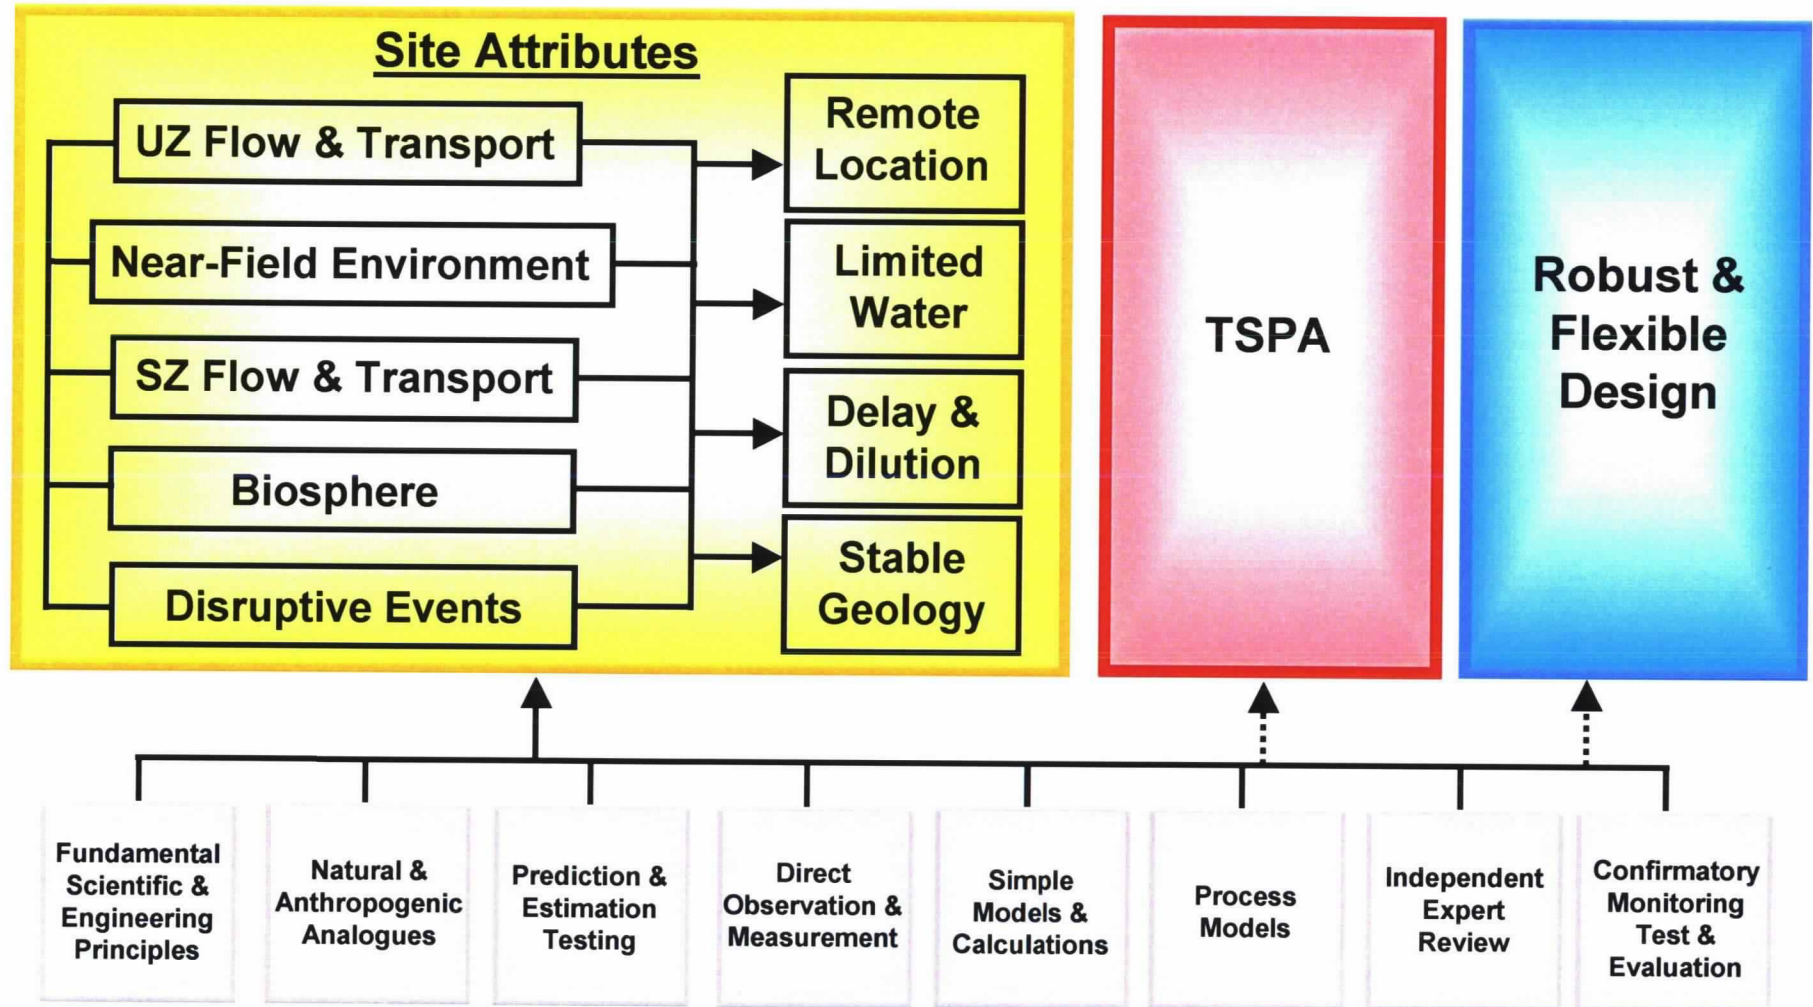 Site Attributes
UZ Flow & Transport
Near-Field Environment
SZ Flow & Transport
Biosphere
Disruptive Events
Remote
Location
Limited
Water
Delay &
Dilution
Stable
Geology
TSPA
Robust &
Flexible
Design
Fundamental
Scientific &
Engineering
Principles
Natural &
Anthropogenic
Analogues
Prediction &
Estimation
Testing
Direct
Observation &
Measurement
Simple
Models &
Calculations
Process
Models
Independent
Expert
Review
Confirmatory
Monitoring
Test &
Evaluation